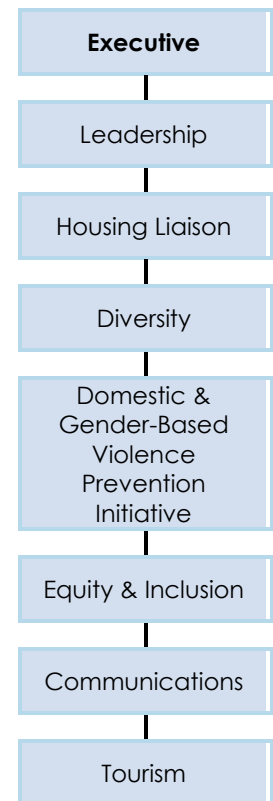 Executive
Leadership
Housing Liaison
Diversity
Domestic &
Gender-Based
Violence
Prevention
Initiative
Equity & Inclusion
Communications
Tourism